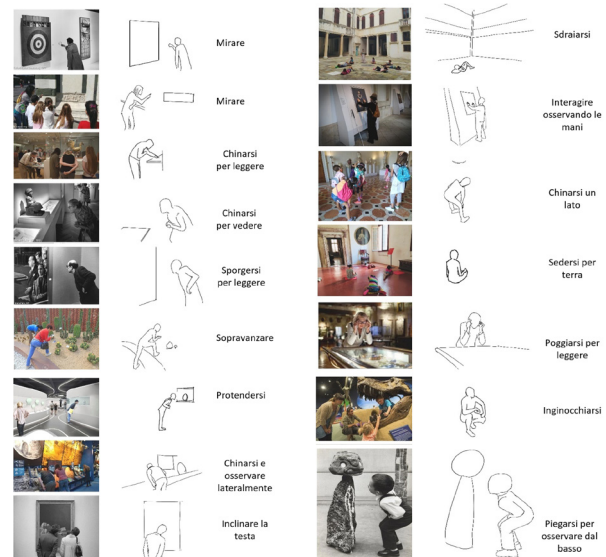 Mirare
Mirare
Chinarsi
per leggere
Chinarsi
per vedere
Sporgersi
per leggere
Sopravanzare
Protendersi
Chinarsi e
osservare
lateralmente
Inclinare la
testa
Sdraiarsi
Interagire
osservando le
mani
Chinarsi un
lato
Sedersi per
terra
Poggiarsi per
leggere
Inginocchiarsi
Piegarsi per
osservare dal
basso